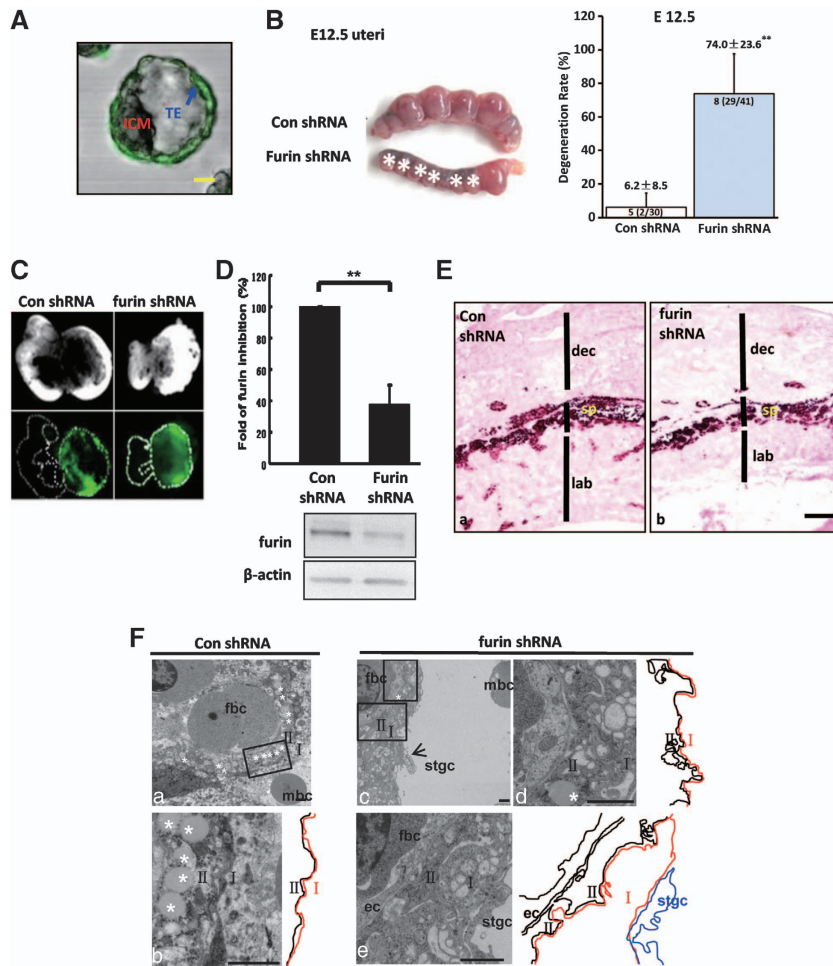 A
ICM
TE
B
E12.5 uteri
Con shRNA
Furin shRNA
******
E 12.5
Degeneration Rate (%)
120
100
80
60
40
20
0
6.2±8.5
5 (2/30)
74.0±23.6**
8 (29/41)
Con shRNA
Furin shRNA
C
Con shRNA
furin shRNA
D
**
Fold of furin inhibition (%)
120
100
80
60
40
20
0
Con shRNA
Furin shRNA
furin
β-actin
E
Con shRNA
dec
sp
lab
a
furin shRNA
dec
sp
lab
b
F
Con shRNA
furin shRNA
fbc
II
I
mbc
a
fbc
mbc
II
I
stgc
c
II
I
d
II
I
II
I
b
II
I
fbc
II
I
ec
stgc
e
ec
II
II
I
stgc